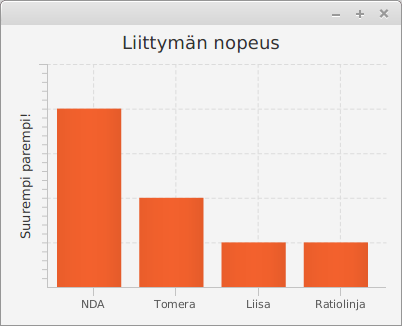 Liittymän nopeus
Suurempi parempi!
NDA
Tomera
Liisa
Ratiolinja